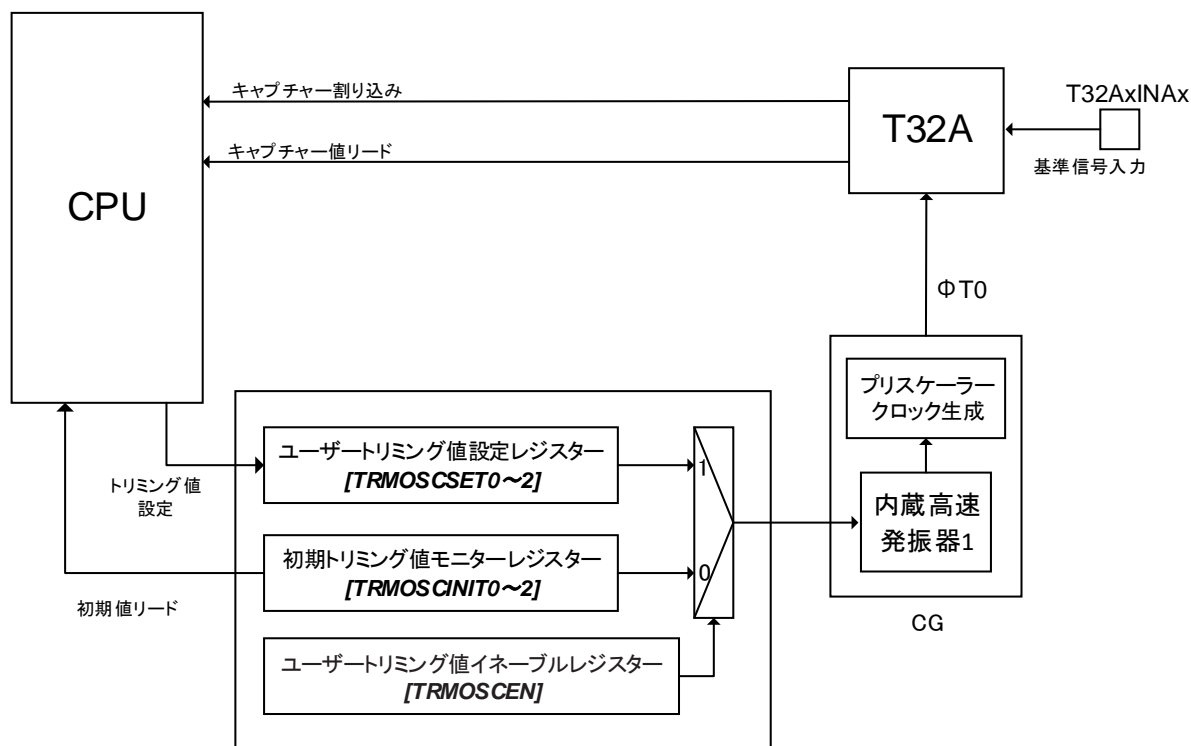 キャプチャー割り込み
キャプチャー値リード
CPU
T32A
T32AxINAx
基準信号入力
ΦT0
プリスケーラー
クロック生成
内蔵高速
発振器1
CG
ユーザートリミング値設定レジスター
[TRMOSCSET0～2]
1
トリミング値
設定
初期トリミング値モニターレジスター
[TRMOSCINIT0～2]
0
初期値リード
ユーザートリミング値イネーブルレジスター
[TRMOSCEN]